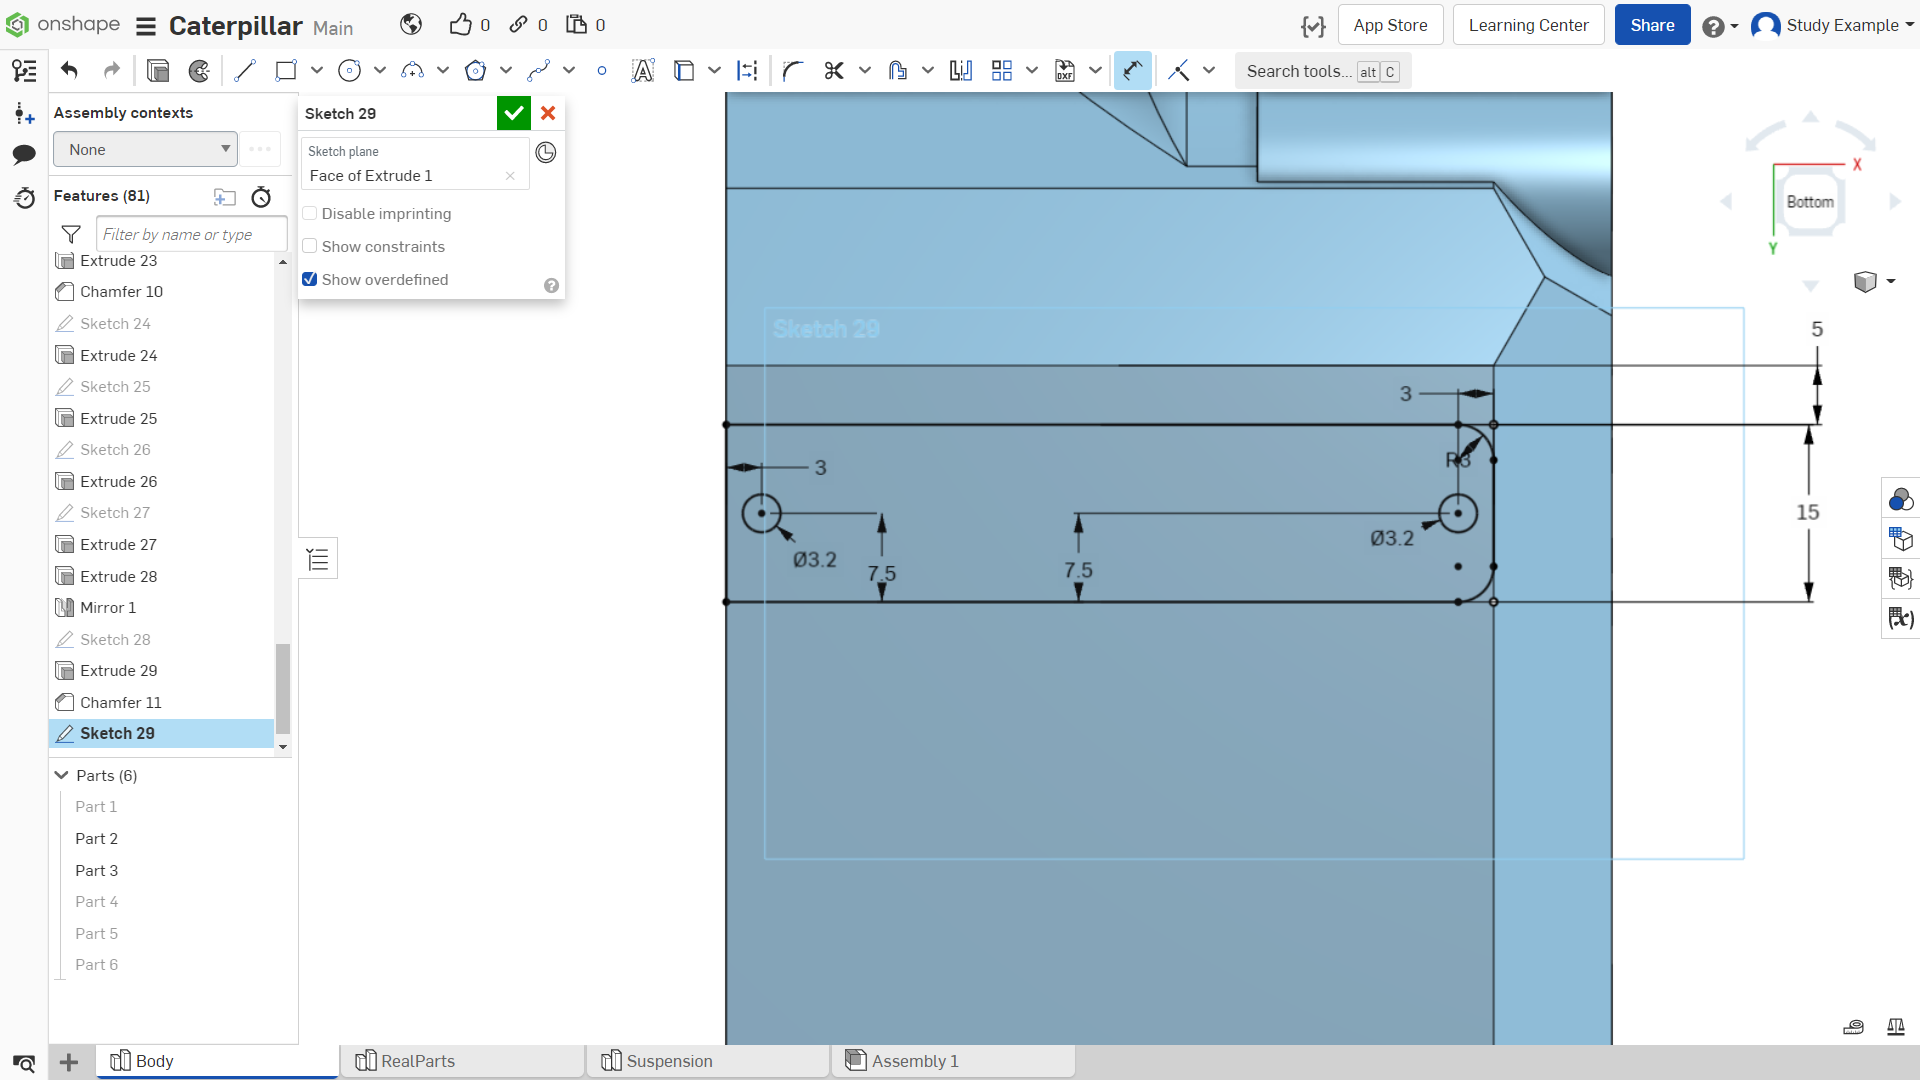 onshape
Caterpillar Main
0
0
0
App Store
Learning Center
Share
Study Example
Search tools... alt C
DXF
Assembly contexts
None
Features (81)
Filter by name or type
Extrude 23
Chamfer 10
Sketch 24
Extrude 24
Sketch 25
Extrude 25
Sketch 26
Extrude 26
Sketch 27
Extrude 27
Extrude 28
Mirror 1
Sketch 28
Extrude 29
Chamfer 11
Sketch 29
Parts (6)
Part 1
Part 2
Part 3
Part 4
Part 5
Part 6
Sketch 29
Sketch plane
Face of Extrude 1
Disable imprinting
Show constraints
Show overdefined
Sketch 29
5
3
R3
3
15
Ø3.2
Ø3.2
7.5
7.5
X
Bottom
Y
(x)
Body
RealParts
Suspension
Assembly 1